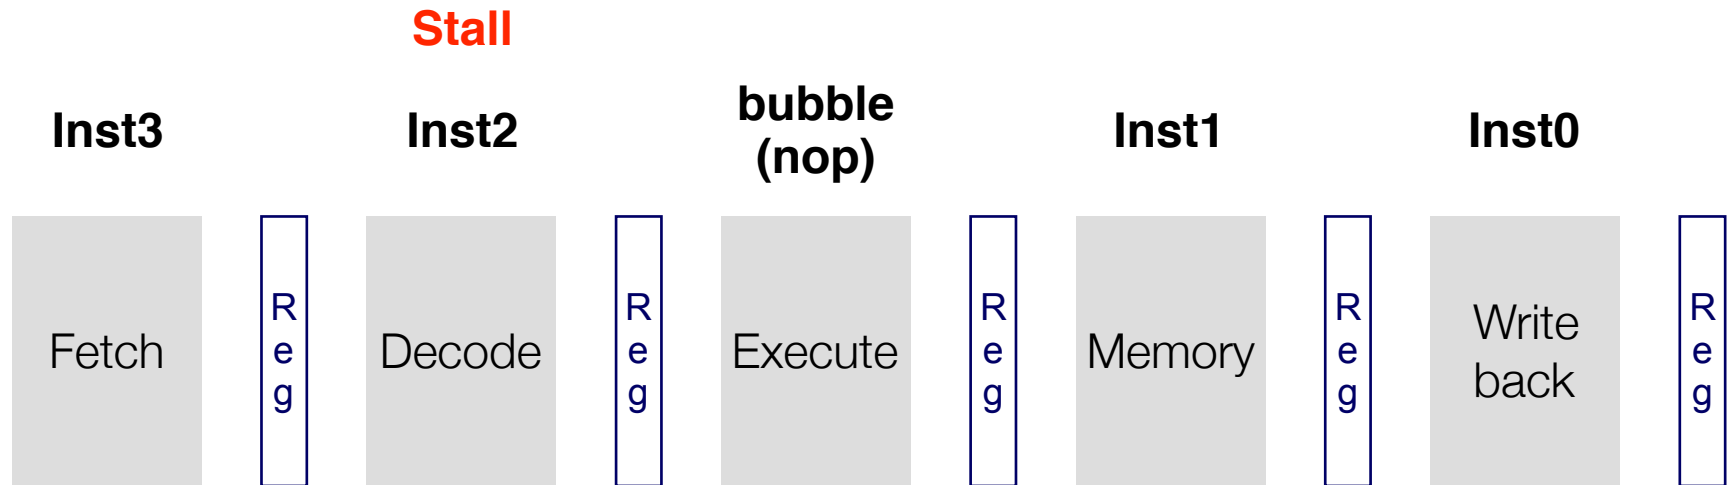 Stall
Inst3
Inst2
bubble
(nop)
Inst1
Inst0
Fetch
R
e
g
Decode
R
e
g
Execute
R
e
g
Memory
R
e
g
Write
back
R
e
g